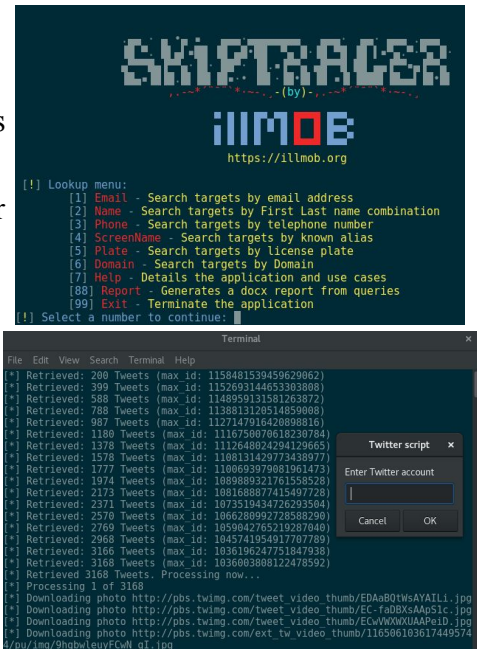 s
r
SKIPTRACER
,.-~*´¨¯¨`*·~-.¸-(by)-,.-~*´¨¯¨`*·~-.¸
illMOB
https://illmob.org
[!] Lookup menu:
[1] Email - Search targets by email address
[2] Name - Search targets by First Last name combination
[3] Phone - Search targets by telephone number
[4] ScreenName - Search targets by known alias
[5] Plate - Search targets by license plate
[6] Domain - Search targets by Domain
[7] Help - Details the application and use cases
[88] Report - Generates a docx report from queries
[99] Exit - Terminate the application
[!] Select a number to continue:
Terminal
File Edit View Search Terminal Help
[*] Retrieved: 200 Tweets (max_id: 1158481539459629062)
[*] Retrieved: 399 Tweets (max_id: 1152693144653303808)
[*] Retrieved: 588 Tweets (max_id: 1148959131581263872)
[*] Retrieved: 788 Tweets (max_id: 1138813120514859008)
[*] Retrieved: 987 Tweets (max_id: 1127147916420898816)
[*] Retrieved: 1180 Tweets (max_id: 1116750070618230784)
[*] Retrieved: 1378 Tweets (max_id: 1112648024294129665)
[*] Retrieved: 1578 Tweets (max_id: 1108131429773438977)
[*] Retrieved: 1777 Tweets (max_id: 1100693979081961473)
[*] Retrieved: 1974 Tweets (max_id: 1089889321761558528)
[*] Retrieved: 2173 Tweets (max_id: 1081688877415497728)
[*] Retrieved: 2371 Tweets (max_id: 1073519434726293504)
[*] Retrieved: 2570 Tweets (max_id: 1066280992728588290)
[*] Retrieved: 2769 Tweets (max_id: 1059042765219287040)
[*] Retrieved: 2968 Tweets (max_id: 1045741954917707789)
[*] Retrieved: 3166 Tweets (max_id: 1036196247751847938)
[*] Retrieved: 3168 Tweets (max_id: 1036003808122478592)
[*] Retrieved 3168 Tweets. Processing now...
[*] Processing 1 of 3168
[*] Downloading photo http://pbs.twimg.com/tweet_video_thumb/EDAaBQtWsAYAILi.jpg
[*] Downloading photo http://pbs.twimg.com/tweet_video_thumb/EC-faDBXsAApS1c.jpg
[*] Downloading photo http://pbs.twimg.com/tweet_video_thumb/ECwVWXWXUAAPeiD.jpg
[*] Downloading photo http://pbs.twimg.com/ext_tw_video_thumb/116506103617449574
4/pu/img/9hgbwleuyFCwN_gI.jpg
Twitter script
Enter Twitter account
Cancel OK